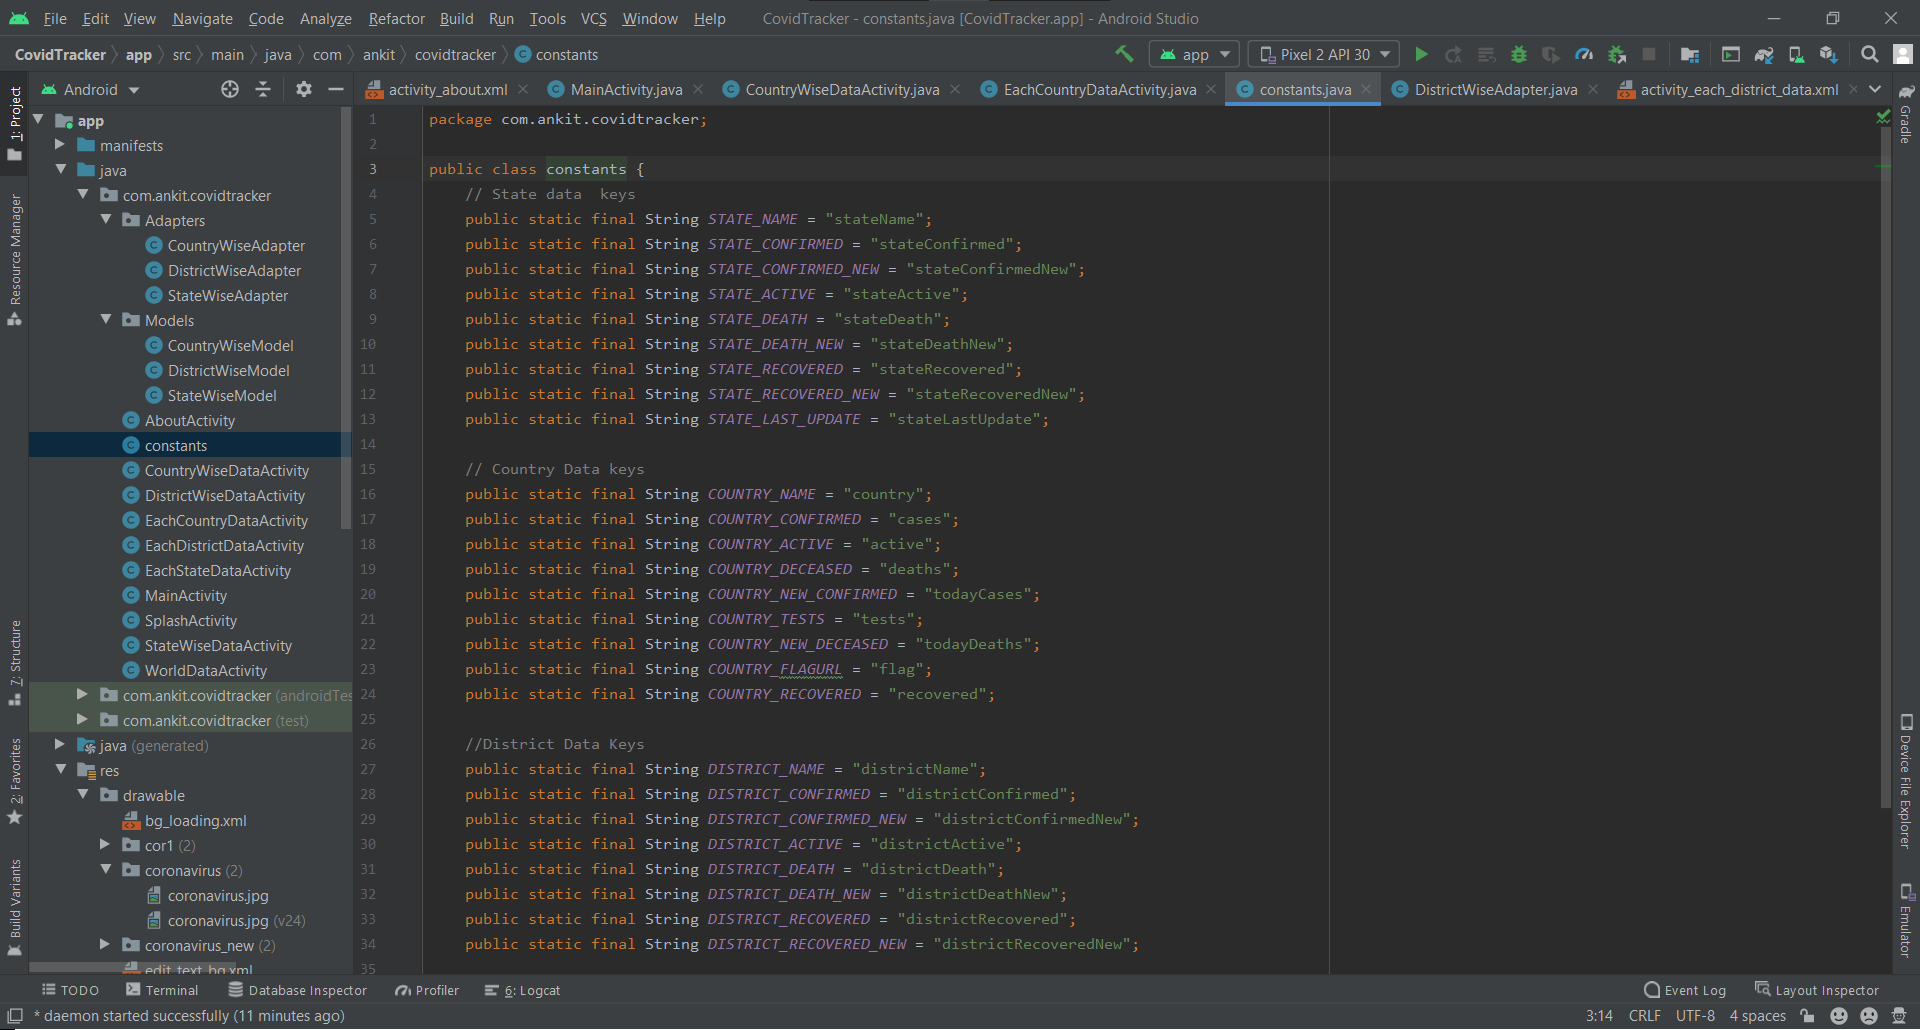 File Edit View Navigate Code Analyze Refactor Build Run Tools VCS Window Help CovidTracker - constants.java [CovidTracker.app] - Android Studio
CovidTracker app src main java com ankit covidtracker constants app Pixel 2 API 30
Android activity_about.xml MainActivity.java CountryWiseDataActivity.java EachCountryDataActivity.java constants.java DistrictWiseAdapter.java activity_each_district_data.xml
1: Project
Resource Manager
7: Structure
2: Favorites
Build Variants
app
manifests
java
com.ankit.covidtracker
Adapters
CountryWiseAdapter
DistrictWiseAdapter
StateWiseAdapter
Models
CountryWiseModel
DistrictWiseModel
StateWiseModel
AboutActivity
constants
CountryWiseDataActivity
DistrictWiseDataActivity
EachCountryDataActivity
EachDistrictDataActivity
EachStateDataActivity
MainActivity
SplashActivity
StateWiseDataActivity
WorldDataActivity
com.ankit.covidtracker (androidTes
com.ankit.covidtracker (test)
java (generated)
res
drawable
bg_loading.xml
cor1 (2)
coronavirus (2)
coronavirus.jpg
coronavirus.jpg (v24)
coronavirus_new (2)
edit_text_bg.xml
1 package com.ankit.covidtracker;
2
3 public class constants {
4 // State data  keys
5 public static final String STATE_NAME = "stateName";
6 public static final String STATE_CONFIRMED = "stateConfirmed";
7 public static final String STATE_CONFIRMED_NEW = "stateConfirmedNew";
8 public static final String STATE_ACTIVE = "stateActive";
9 public static final String STATE_DEATH = "stateDeath";
10 public static final String STATE_DEATH_NEW = "stateDeathNew";
11 public static final String STATE_RECOVERED = "stateRecovered";
12 public static final String STATE_RECOVERED_NEW = "stateRecoveredNew";
13 public static final String STATE_LAST_UPDATE = "stateLastUpdate";
14
15 // Country Data keys
16 public static final String COUNTRY_NAME = "country";
17 public static final String COUNTRY_CONFIRMED = "cases";
18 public static final String COUNTRY_ACTIVE = "active";
19 public static final String COUNTRY_DECEASED = "deaths";
20 public static final String COUNTRY_NEW_CONFIRMED = "todayCases";
21 public static final String COUNTRY_TESTS = "tests";
22 public static final String COUNTRY_NEW_DECEASED = "todayDeaths";
23 public static final String COUNTRY_FLAGURL = "flag";
24 public static final String COUNTRY_RECOVERED = "recovered";
25
26 //District Data Keys
27 public static final String DISTRICT_NAME = "districtName";
28 public static final String DISTRICT_CONFIRMED = "districtConfirmed";
29 public static final String DISTRICT_CONFIRMED_NEW = "districtConfirmedNew";
30 public static final String DISTRICT_ACTIVE = "districtActive";
31 public static final String DISTRICT_DEATH = "districtDeath";
32 public static final String DISTRICT_DEATH_NEW = "districtDeathNew";
33 public static final String DISTRICT_RECOVERED = "districtRecovered";
34 public static final String DISTRICT_RECOVERED_NEW = "districtRecoveredNew";
35
Gradle
Device File Explorer
Emulator
TODO Terminal Database Inspector Profiler 6: Logcat Event Log Layout Inspector
* daemon started successfully (11 minutes ago) 3:14 CRLF UTF-8 4 spaces